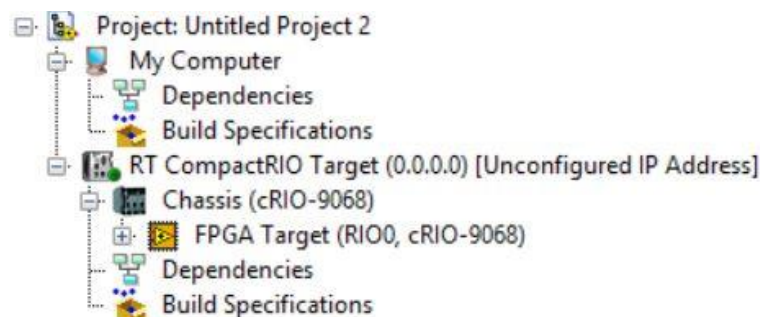 Project: Untitled Project 2
My Computer
Dependencies
Build Specifications
RT CompactRIO Target (0.0.0.0) [Unconfigured IP Address]
Chassis (cRIO-9068)
FPGA Target (RIO0, cRIO-9068)
Dependencies
Build Specifications